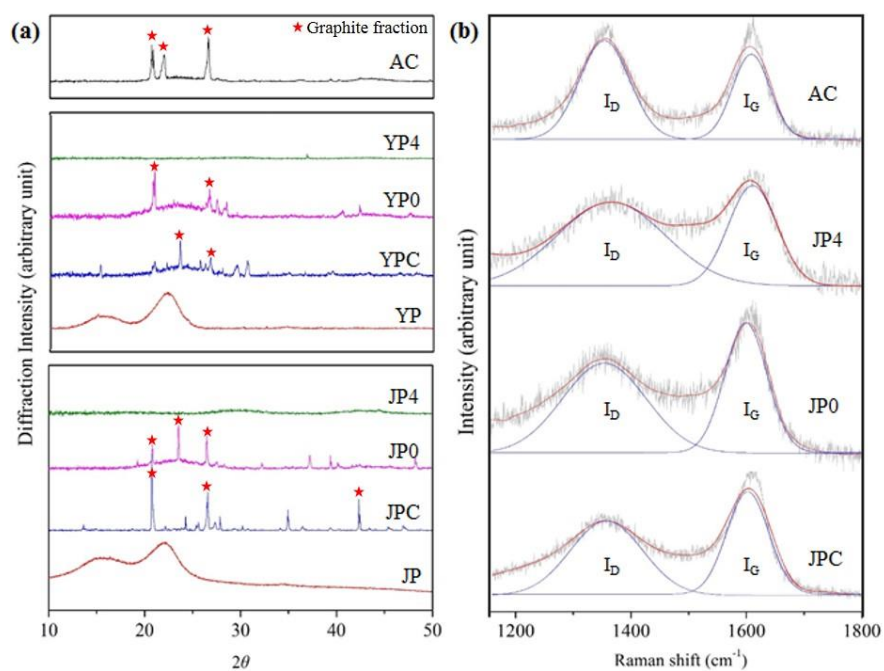 (a)
★ Graphite fraction
AC
YP4
YP0
YPC
YP
JP4
JP0
JPC
JP
Diffraction Intensity (arbitrary unit)
10 20 30 40 50
2θ
(b)
AC
I_D I_G
JP4
I_D I_G
JP0
I_D I_G
JPC
I_D I_G
Intensity (arbitrary unit)
1200 1400 1600 1800
Raman shift (cm⁻¹)